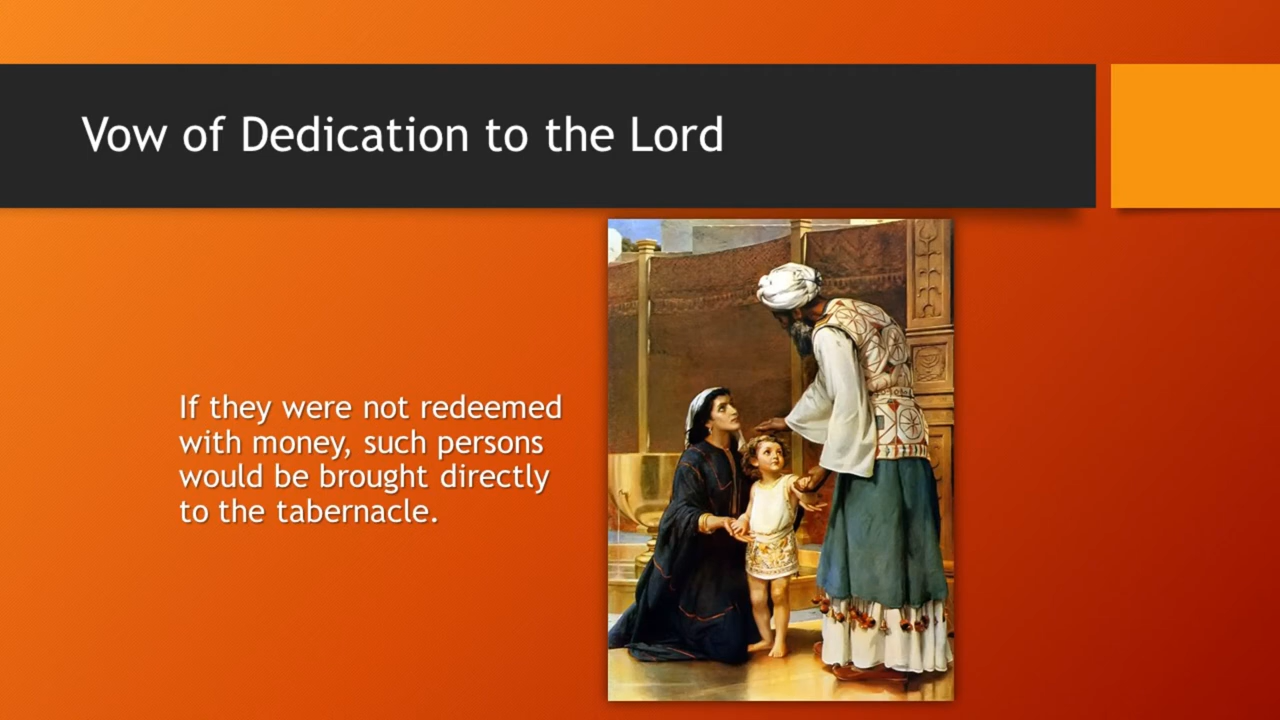 Vow of Dedication to the Lord
If they were not redeemed
with money, such persons
would be brought directly
to the tabernacle.